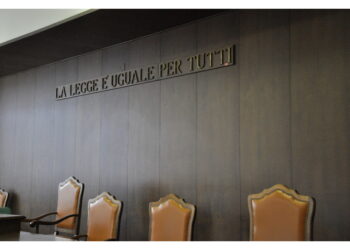 LA LEGGE E' UGUALE PER TUTTI